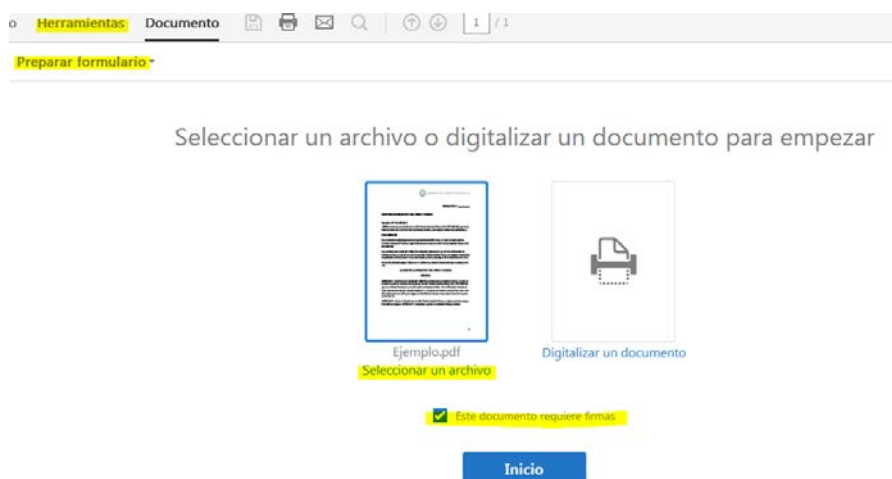 o Herramientas Documento 1 / 1
Preparar formulario
Seleccionar un archivo o digitalizar un documento para empezar
Ejemplo.pdf
Digitalizar un documento
Seleccionar un archivo
Este documento requiere firmas
Inicio